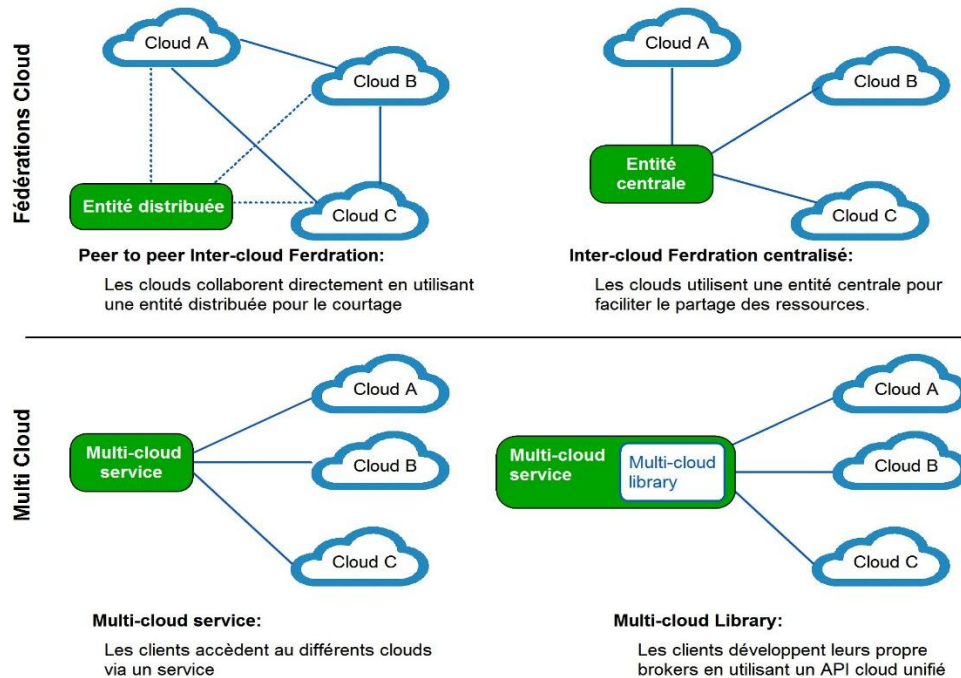 Fédérations Cloud
Cloud A
Cloud B
Entité distribuée
Cloud C
Peer to peer Inter-cloud Ferdration:
Les clouds collaborent directement en utilisant
une entité distribuée pour le courtage
Cloud A
Cloud B
Entité
centrale
Cloud C
Inter-cloud Ferdration centralisé:
Les clouds utilisent une entité centrale pour
faciliter le partage des ressources.
Multi Cloud
Cloud A
Multi-cloud
service
Cloud B
Cloud C
Multi-cloud service:
Les clients accèdent au différents clouds
via un service
Cloud A
Multi-cloud
service
Multi-cloud
library
Cloud B
Cloud C
Multi-cloud Library:
Les clients développent leurs propre
brokers en utilisant un API cloud unifié